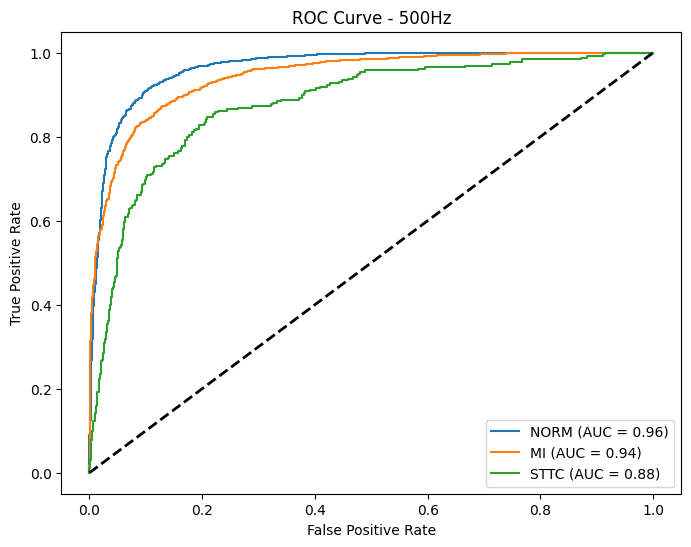 ROC Curve - 500Hz
True Positive Rate
1.0
0.8
0.6
0.4
0.2
0.0
NORM (AUC = 0.96)
MI (AUC = 0.94)
STTC (AUC = 0.88)
0.0 0.2 0.4 0.6 0.8 1.0
False Positive Rate